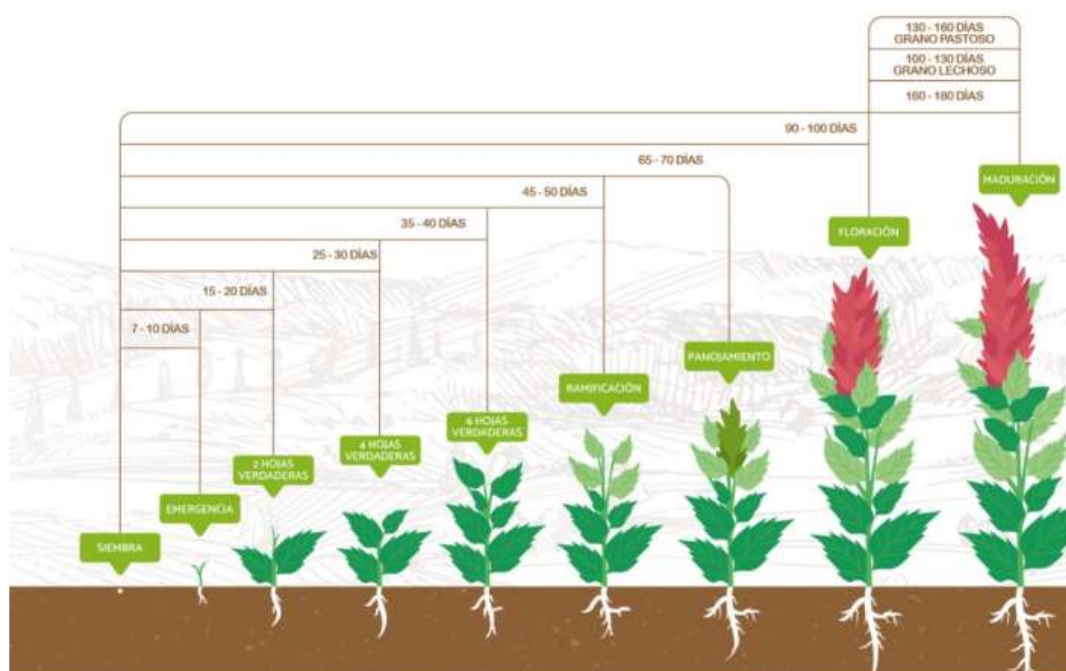 130 - 160 DÍAS
GRANO PASTOSO
100 - 130 DÍAS
GRANO LECHOSO
160 - 180 DÍAS
90 - 100 DÍAS
65 - 70 DÍAS
45 - 50 DÍAS
35 - 40 DÍAS
25 - 30 DÍAS
15 - 20 DÍAS
7 - 10 DÍAS
SIEMBRA
EMERGENCIA
2 HOJAS
VERDADERAS
4 HOJAS
VERDADERAS
6 HOJAS
VERDADERAS
RAMIFICACIÓN
PANOJAMIENTO
FLORACIÓN
MADURACIÓN